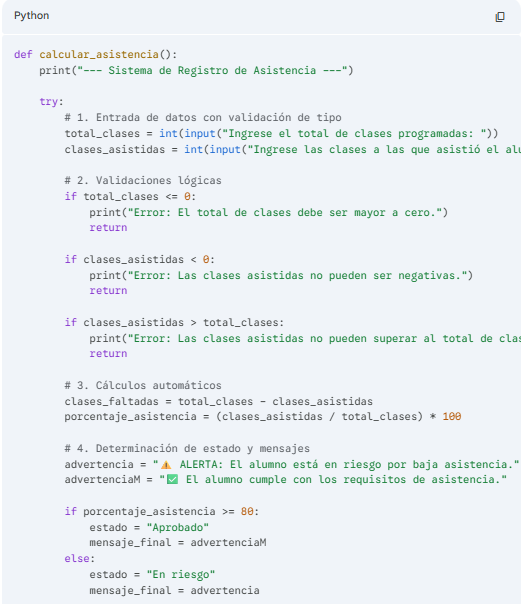 Python
def calcular_asistencia():
    print("--- Sistema de Registro de Asistencia ---")

    try:
        # 1. Entrada de datos con validación de tipo
        total_clases = int(input("Ingrese el total de clases programadas: "))
        clases_asistidas = int(input("Ingrese las clases a las que asistió el

        # 2. Validaciones lógicas
        if total_clases <= 0:
            print("Error: El total de clases debe ser mayor a cero.")
            return

        if clases_asistidas < 0:
            print("Error: Las clases asistidas no pueden ser negativas.")
            return

        if clases_asistidas > total_clases:
            print("Error: Las clases asistidas no pueden superar al total de
            return

        # 3. Cálculos automáticos
        clases_faltadas = total_clases - clases_asistidas
        porcentaje_asistencia = (clases_asistidas / total_clases) * 100

        # 4. Determinación de estado y mensajes
        advertencia = "⚠️ ALERTA: El alumno está en riesgo por baja asistencia."
        advertenciaM = "✅ El alumno cumple con los requisitos de asistencia."

        if porcentaje_asistencia >= 80:
            estado = "Aprobado"
            mensaje_final = advertenciaM
        else:
            estado = "En riesgo"
            mensaje_final = advertencia